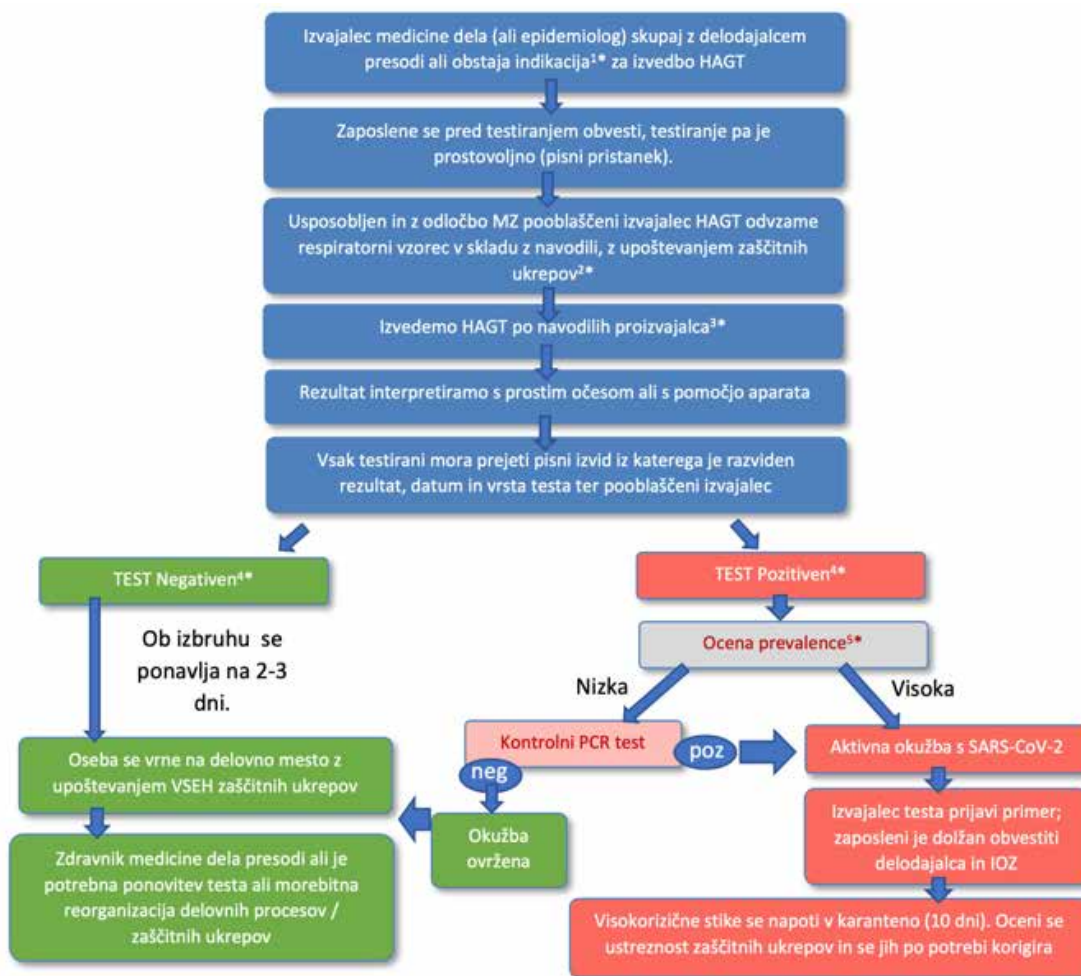 Izvajalec medicine dela (ali epidemiolog) skupaj z delodajalcem
presodi ali obstaja indikacija¹* za izvedbo HAGT
Zaposlene se pred testiranjem obvesti, testiranje pa je
prostovoljno (pisni pristanek).
Usposobljen in z odločbo MZ pooblaščeni izvajalec HAGT odvzame
respiratorni vzorec v skladu z navodili, z upoštevanjem zaščitnih
ukrepov²*
Izvedemo HAGT po navodilih proizvajalca³*
Rezultat interpretiramo s prostim očesom ali s pomočjo aparata
Vsak testirani mora prejeti pisni izvid iz katerega je razviden
rezultat, datum in vrsta testa ter pooblaščeni izvajalec
TEST Negativen⁴*
Ob izbruhu se
ponavlja na 2-3
dni.
Oseba se vrne na delovno mesto z
upoštevanjem VSEH zaščitnih ukrepov
Zdravnik medicine dela presodi ali je
potrebna ponovitev testa ali morebitna
reorganizacija delovnih procesov /
zaščitnih ukrepov
TEST Pozitiven⁴*
Ocena prevalence⁵*
Nizka
Visoka
Kontrolni PCR test
poz
neg
Okužba
ovržena
Aktivna okužba s SARS-CoV-2
Izvajalec testa prijavi primer;
zaposleni je dolžan obvestiti
delodajalca in IOZ
Visokorizične stike se napoti v karanteno (10 dni). Oceni se
ustreznost zaščitnih ukrepov in se jih po potrebi korigira